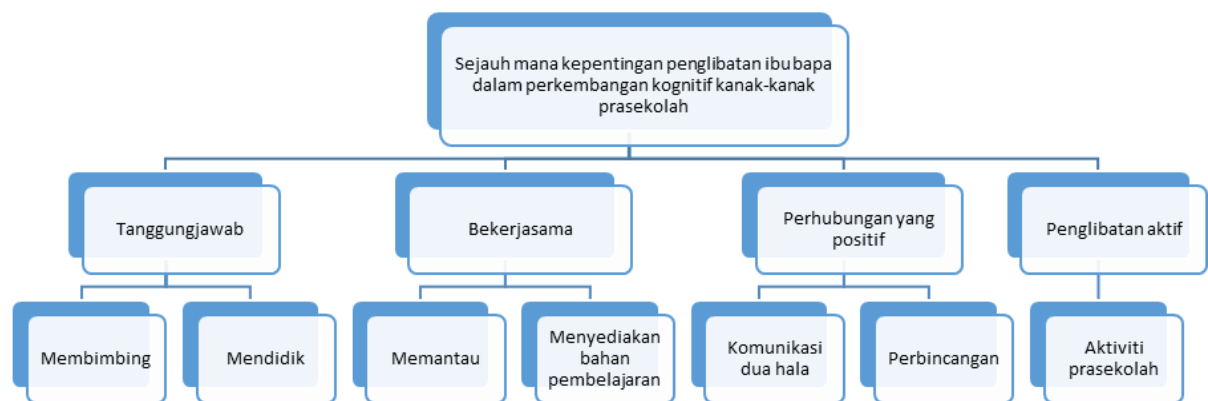 Sejauh mana kepentingan penglibatan ibu bapa
dalam perkembangan kognitif kanak-kanak
prasekolah
Tanggungjawab
Bekerjasama
Perhubungan yang
positif
Penglibatan aktif
Membimbing
Mendidik
Memantau
Menyediakan
bahan
pembelajaran
Komunikasi
dua hala
Perbincangan
Aktiviti
prasekolah